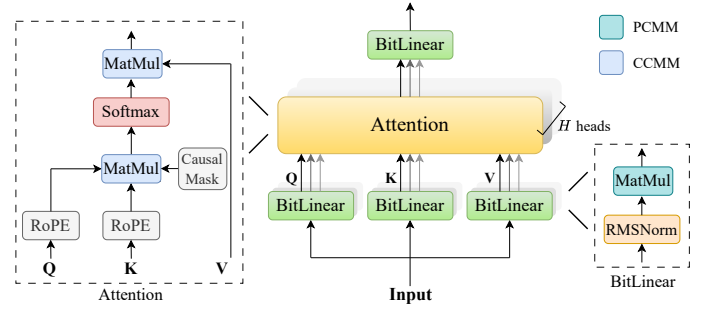 MatMul
Softmax
MatMul
Causal
Mask
RoPE
RoPE
Q
K
V
Attention
BitLinear
Attention
H heads
Q
K
V
BitLinear
BitLinear
BitLinear
Input
PCMM
CCMM
MatMul
RMSNorm
BitLinear